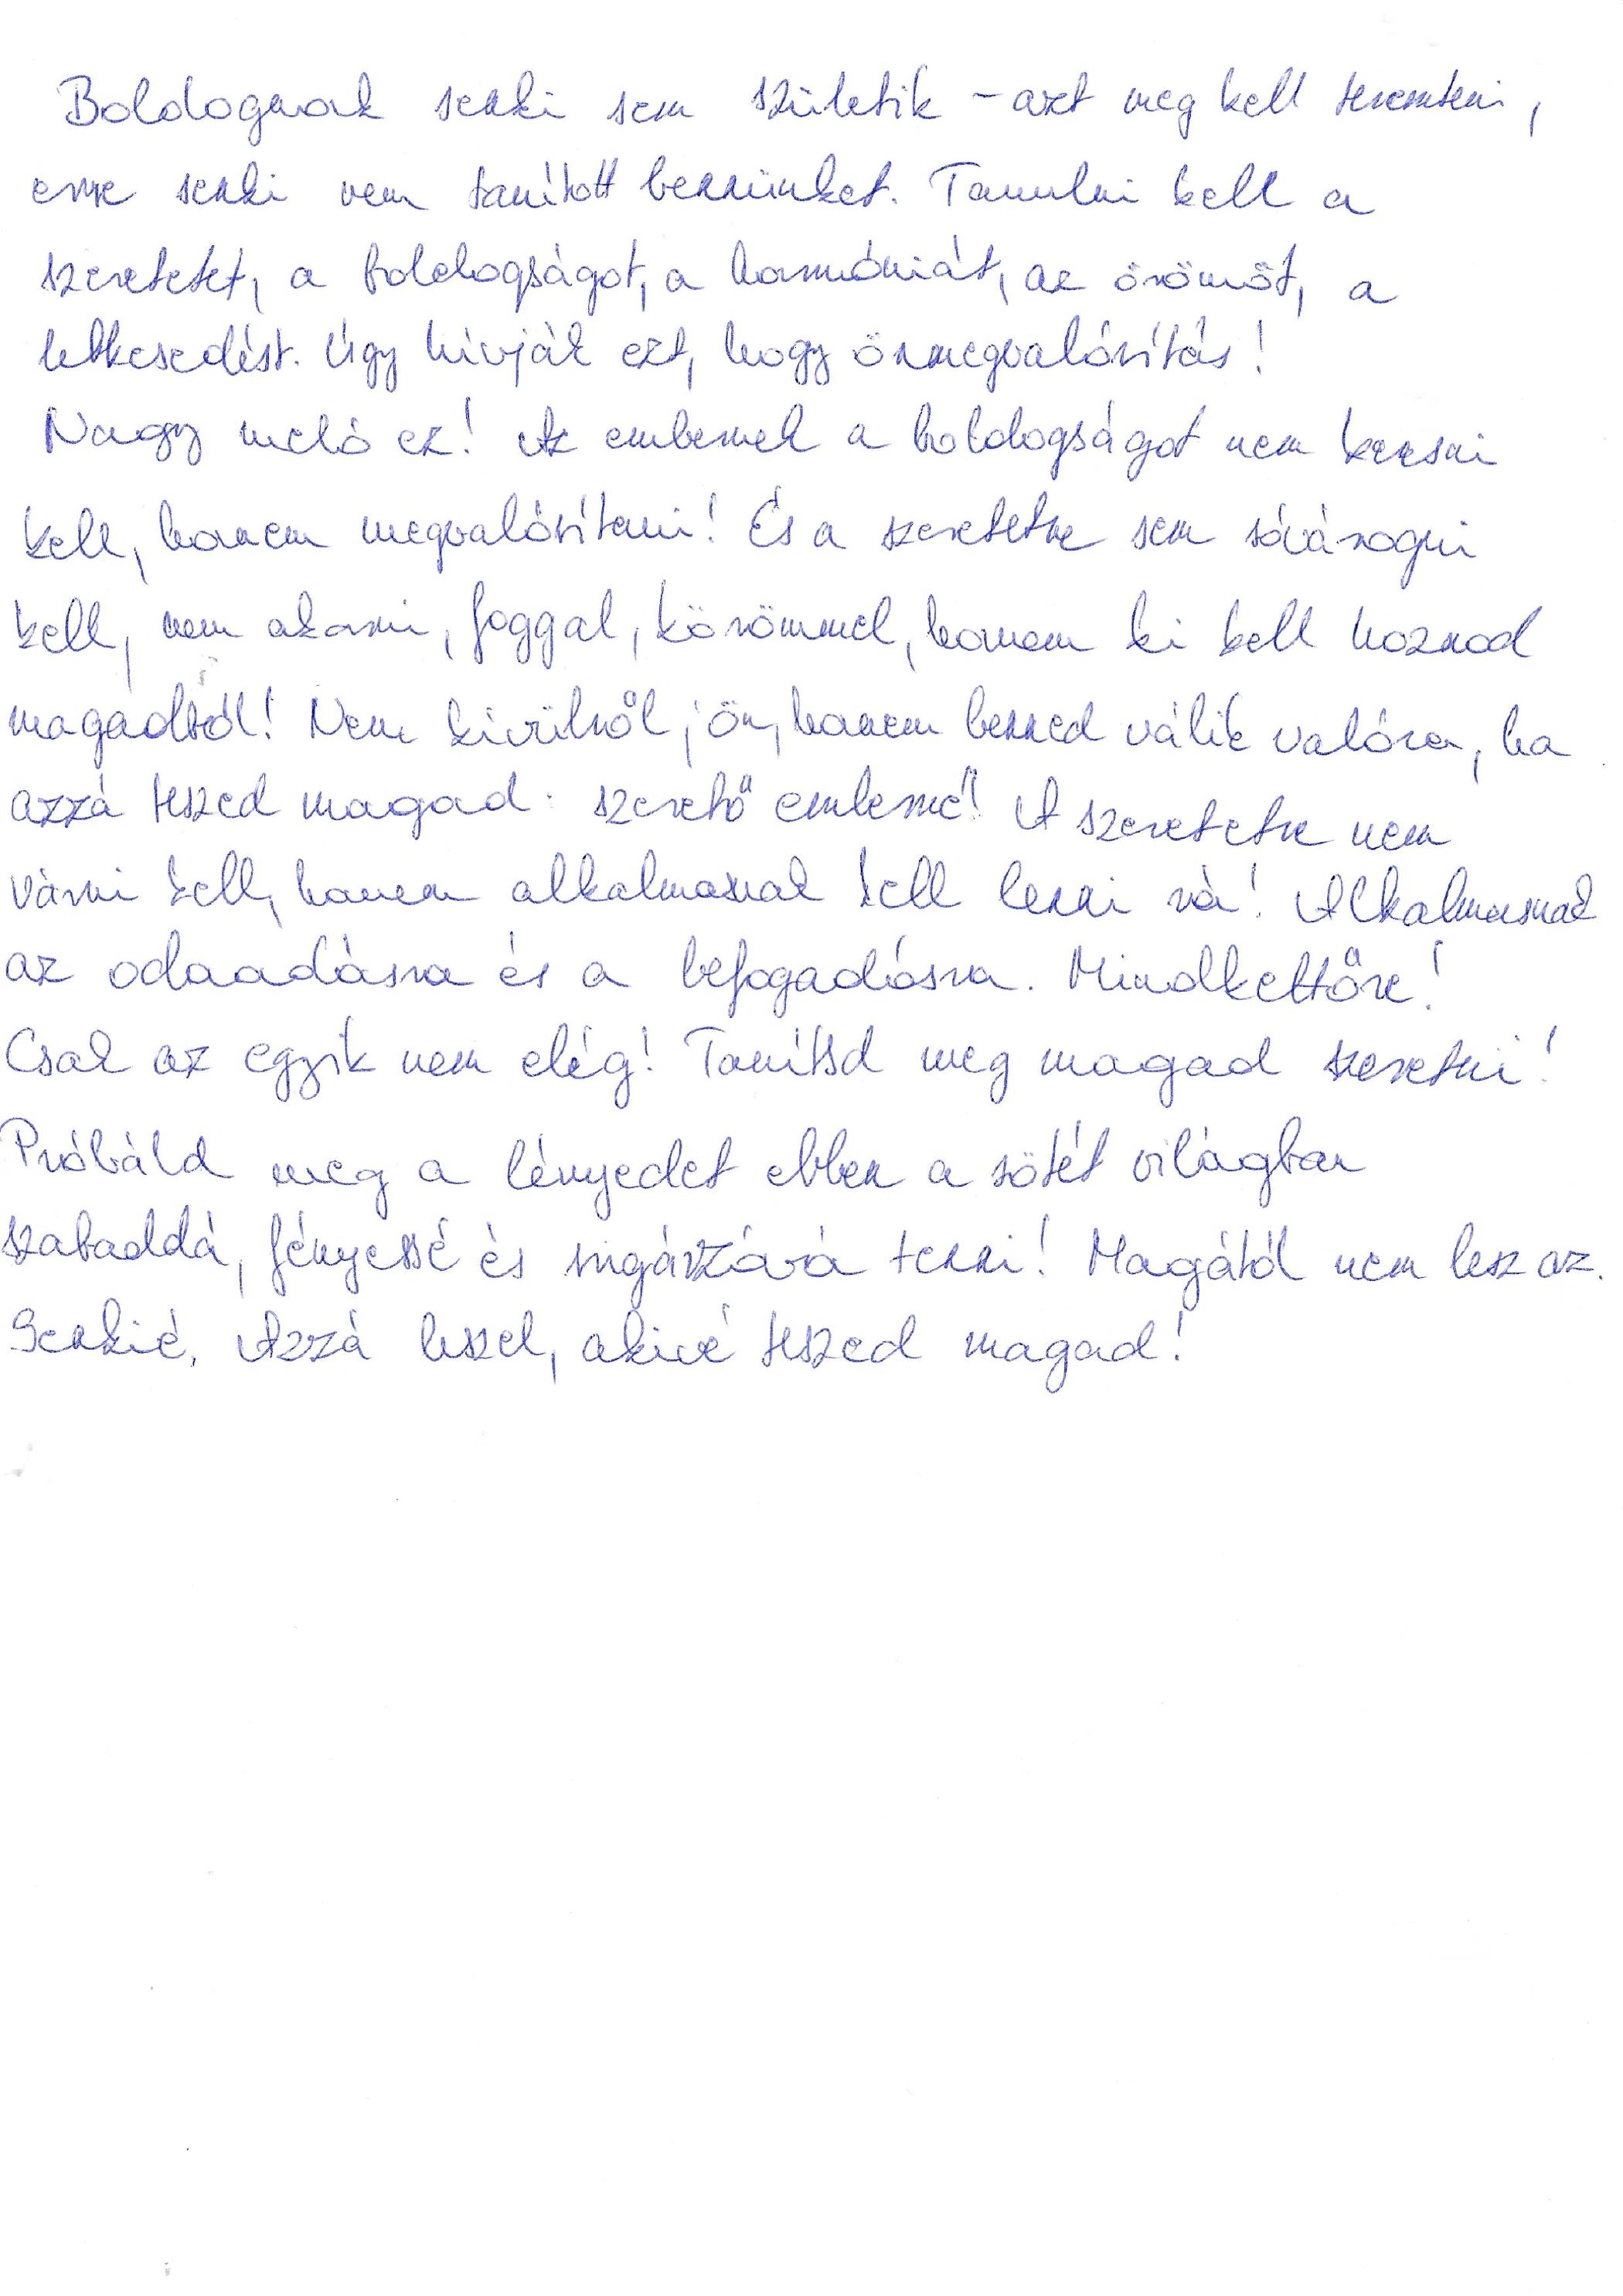 Boldognak senki sem születik – azt meg kell teremteni,
erre senki nem tanított bennünket. Tanulni kell a
szeretetet, a boldogságot, a harmóniát, az örömöt, a
lelkesedést. Úgy hívják ezt, hogy önmegvalósítás!
Nagy meló ez! Az embernek a boldogságot nem keresni
kell, hanem megvalósítani! És a szeretetre sem sóvárogni
kell, nem akarni, foggal, körömmel, hanem ki kell hoznod
magadból! Nem kívülről jön, hanem benned válik valóra, ha
azzá teszed magad: szerető emberré! A szeretetre nem
várni kell, hanem alkalmasnak kell lenni rá! Alkalmasnak
az odaadásra és a befogadásra. Mindkettőre!
Csak az egyik nem elég! Tanítsd meg magad szeretni!
Próbáld meg a lényedet ebben a sötét világban
szabaddá, fényessé és sugárzóvá tenni! Magától nem lesz az.
Senkié. Azzá leszel, akivé teszed magad!